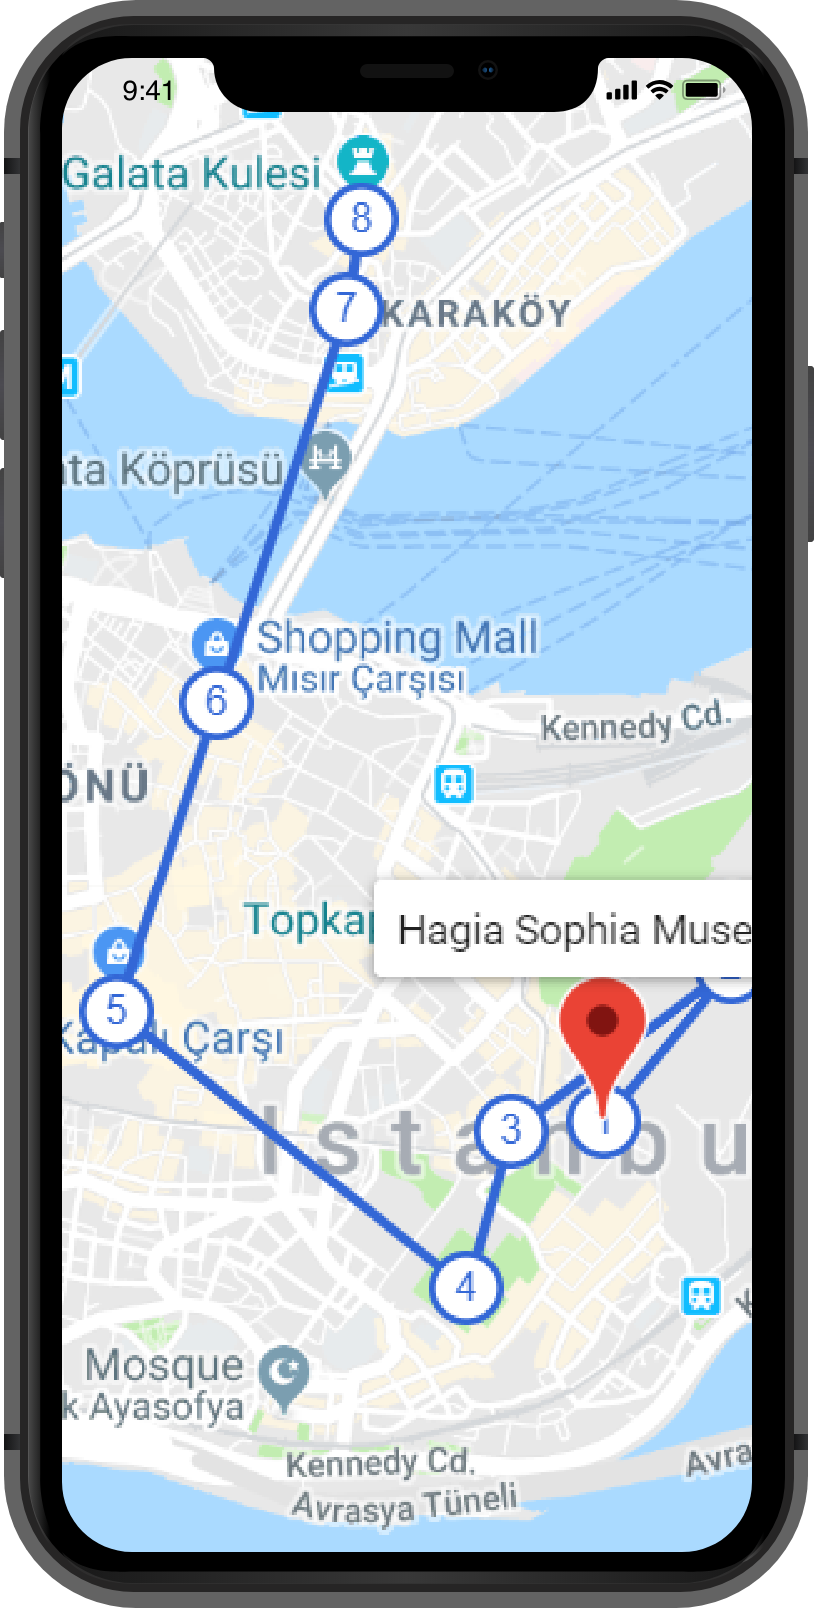 9:41
Galata Kulesi
8
7
KARAKÖY
M
ata Köprüsü
Shopping Mall
Mısır Çarşısı
6
Kennedy Cd.
ÖNÜ
Topkap
Hagia Sophia Muse
5
Kapalı Çarşı
3
1
Istanbu
4
K
Mosque
k Ayasofya
Kennedy Cd.
Avra
Avrasya Tüneli